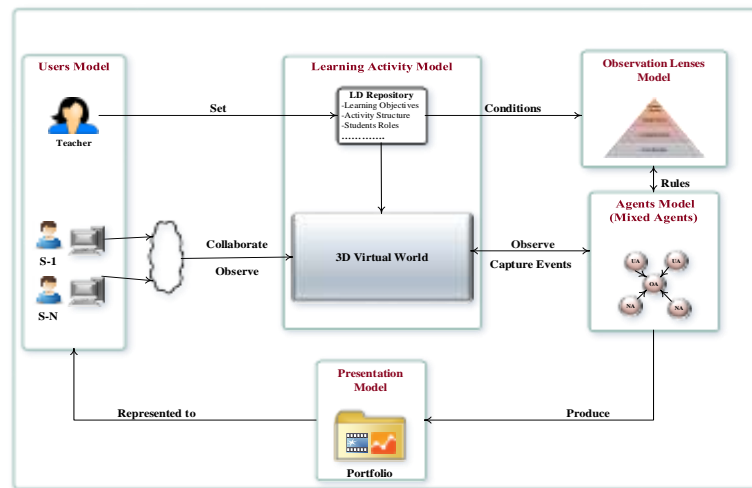 Users Model
Teacher
S-1
S-N
Set
Collaborate
Observe
Learning Activity Model
LD Repository
-Learning Objectives
-Activity Structure
-Students Roles
.............
3D Virtual World
Conditions
Observation Lenses
Model
Rules
Agents Model
(Mixed Agents)
UA
UA
OA
NA
NA
Observe
Capture Events
Produce
Presentation
Model
Portfolio
Represented to